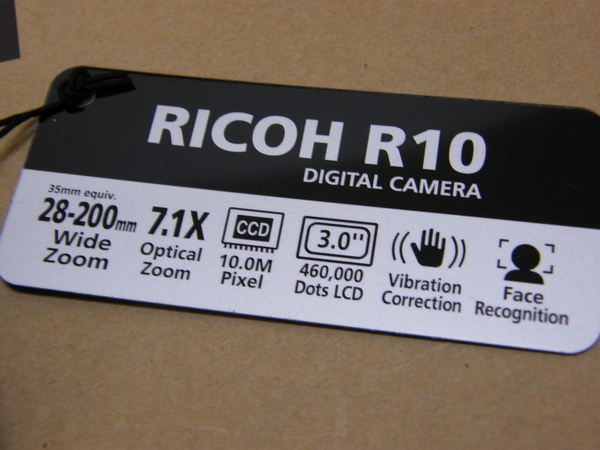 RICOH R10
DIGITAL CAMERA
35mm equiv.
28-200mm
Wide
Zoom
7.1X
Optical
Zoom
CCD
10.0M
Pixel
3.0''
460,000
Dots LCD
Vibration
Correction
Face
Recognition